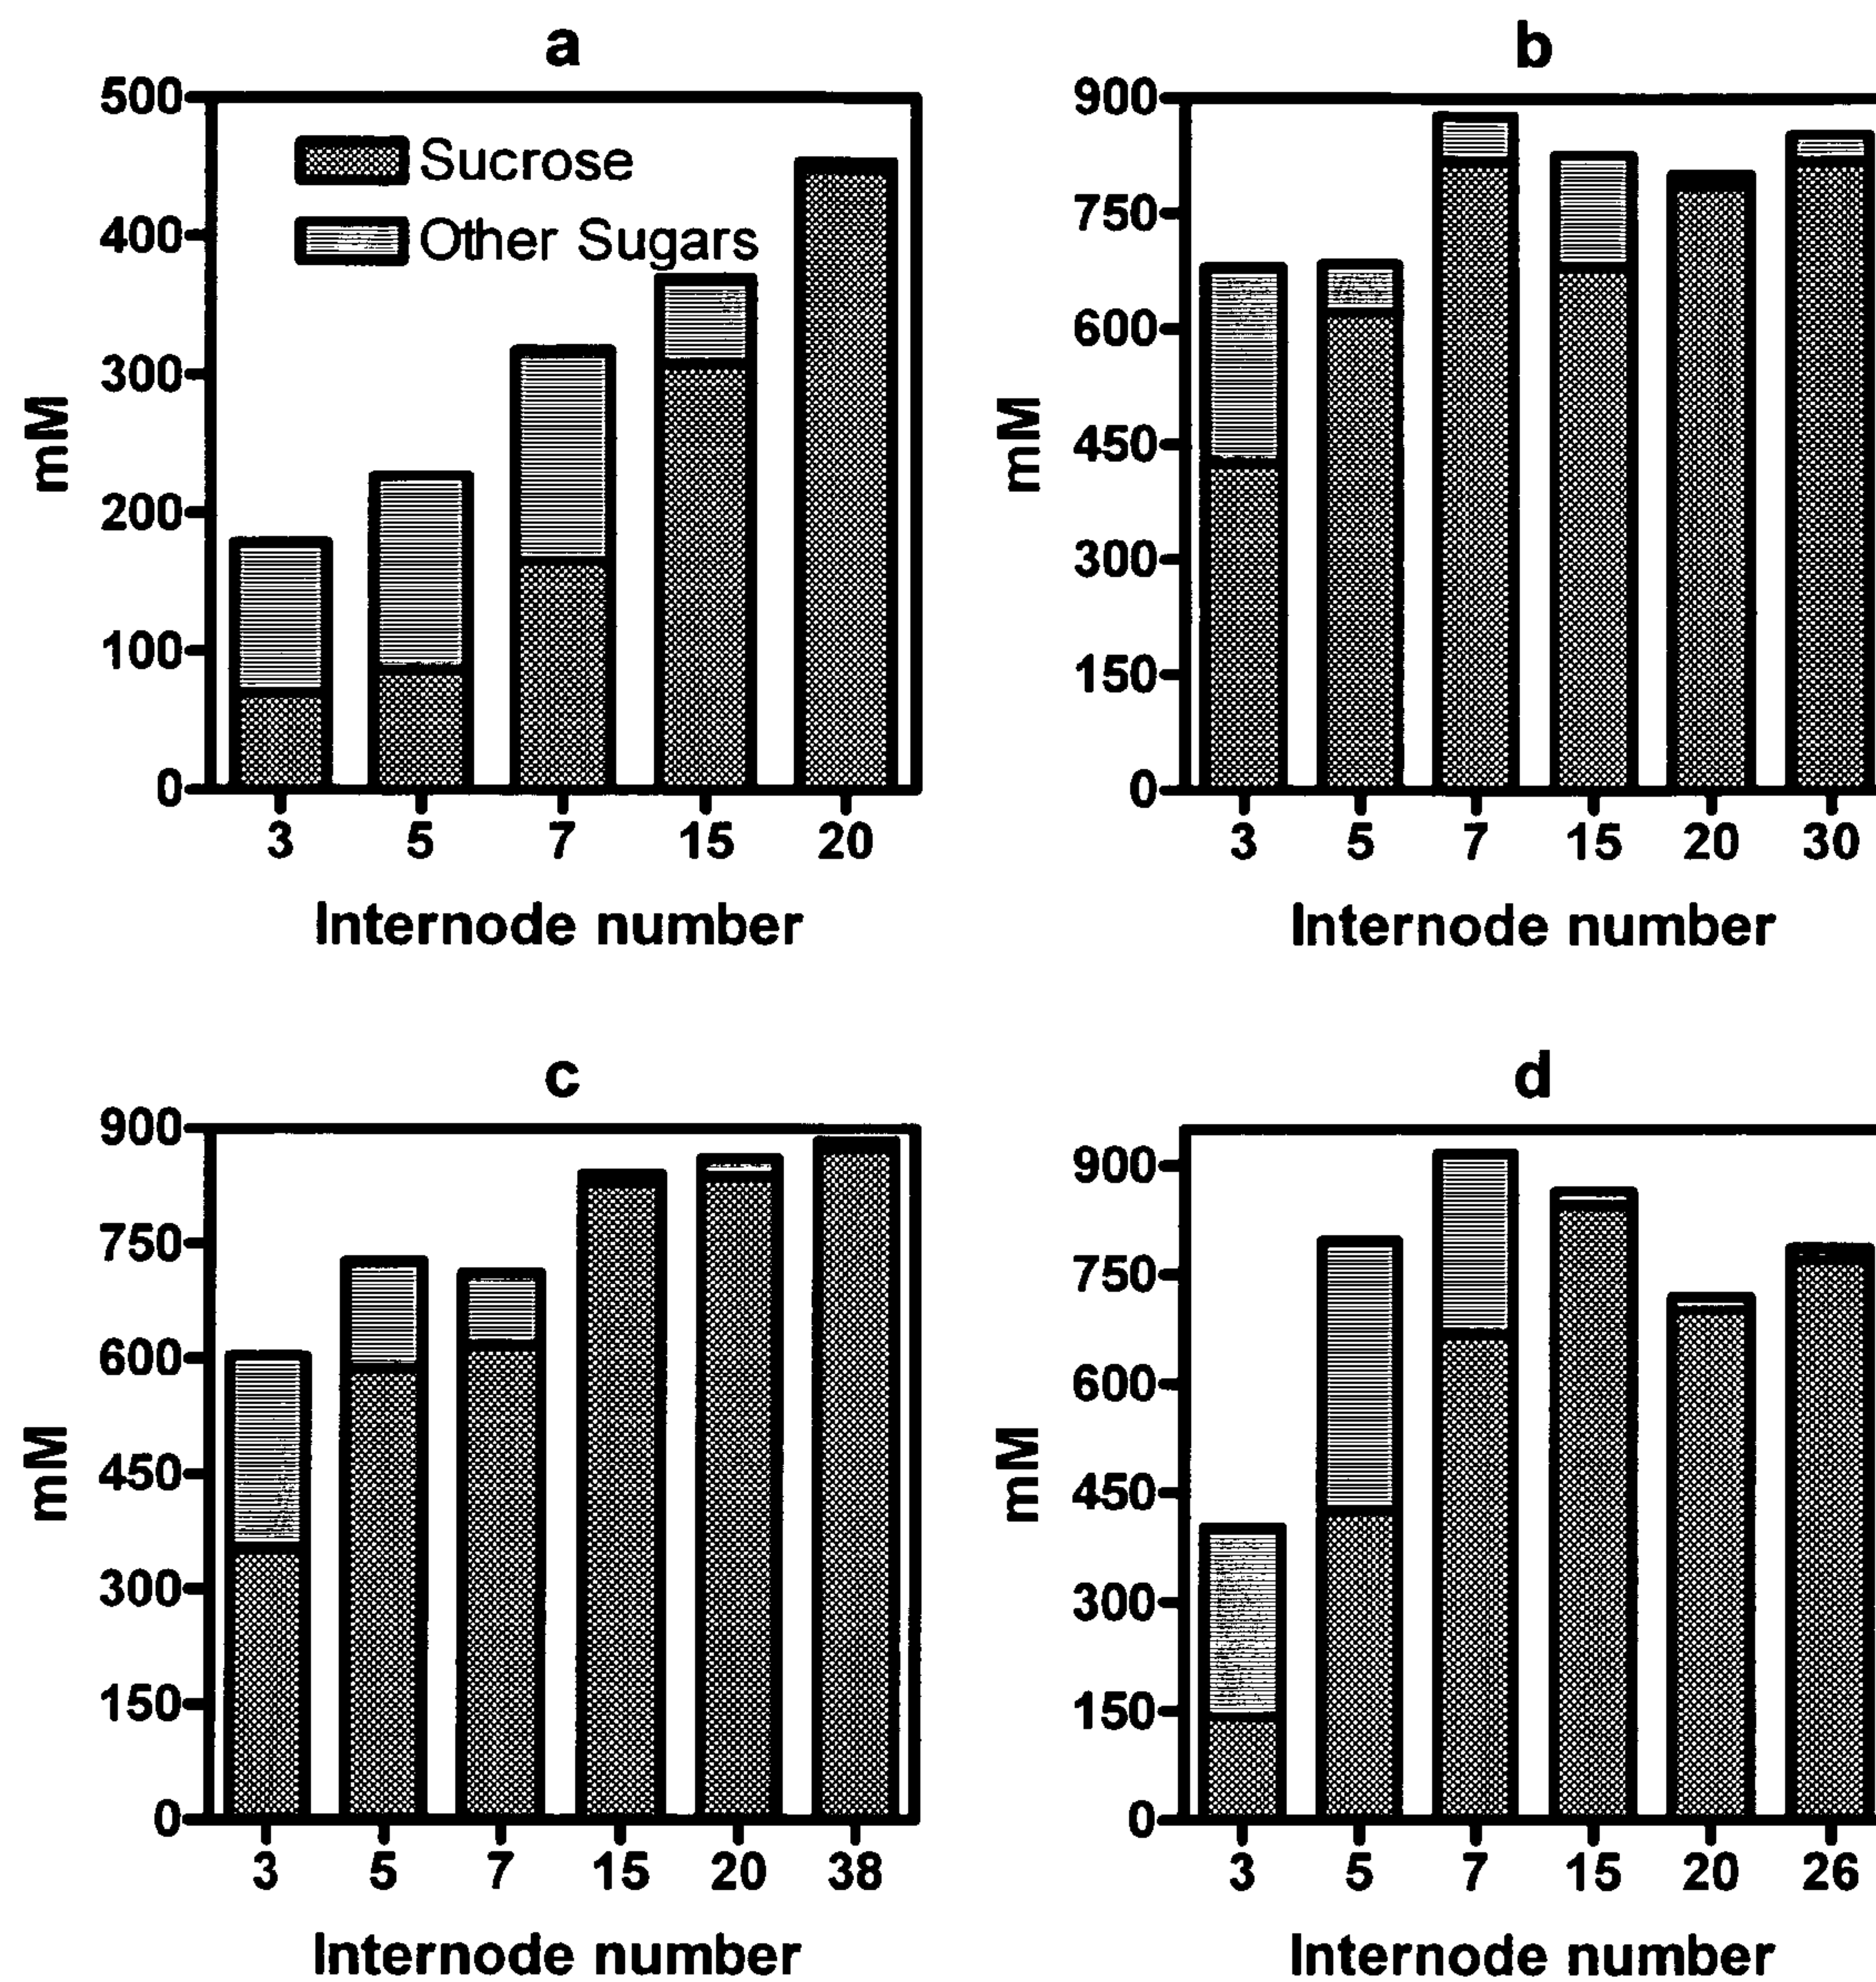 a
500
400
300
200
100
0
mM
Sucrose
Other Sugars
3 5 7 15 20
Internode number
b
900
750
600
450
300
150
0
mM
3 5 7 15 20 30
Internode number
c
900
750
600
450
300
150
0
mM
3 5 7 15 20 38
Internode number
d
900
750
600
450
300
150
0
mM
3 5 7 15 20 26
Internode number